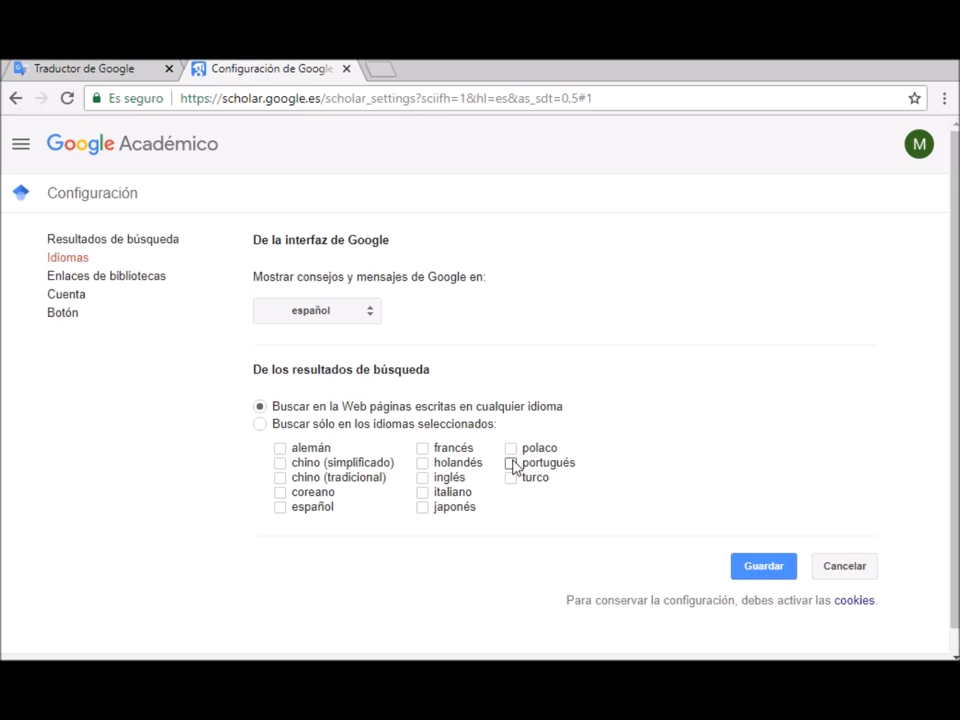 Traductor de Google
Configuración de Google
Es seguro
https://scholar.google.es/scholar_settings?sciifh=1&hl=es&as_sdt=0,5#1
Google Académico
M
Configuración
Resultados de búsqueda
Idiomas
Enlaces de bibliotecas
Cuenta
Botón
De la interfaz de Google
Mostrar consejos y mensajes de Google en:
español
De los resultados de búsqueda
Buscar en la Web páginas escritas en cualquier idioma
Buscar sólo en los idiomas seleccionados:
alemán
chino (simplificado)
chino (tradicional)
coreano
español
francés
holandés
inglés
italiano
japonés
polaco
portugués
turco
Guardar
Cancelar
Para conservar la configuración, debes activar las cookies.